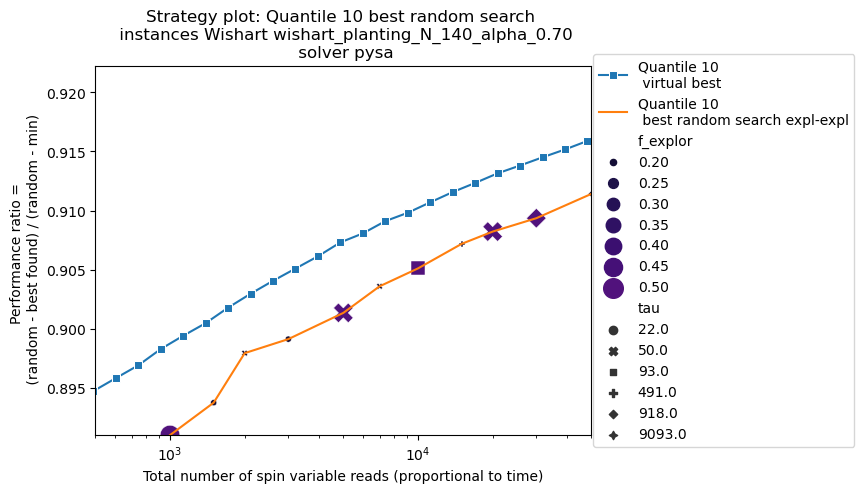 Strategy plot: Quantile 10 best random search
instances Wishart wishart_planting_N_140_alpha_0.70
solver pysa
Performance ratio =
(random - best found) / (random - min)
0.920
0.915
0.910
0.905
0.900
0.895
10³
10⁴
Total number of spin variable reads (proportional to time)
Quantile 10
virtual best
Quantile 10
best random search expl-expl
f_explor
0.20
0.25
0.30
0.35
0.40
0.45
0.50
tau
22.0
50.0
93.0
491.0
918.0
9093.0